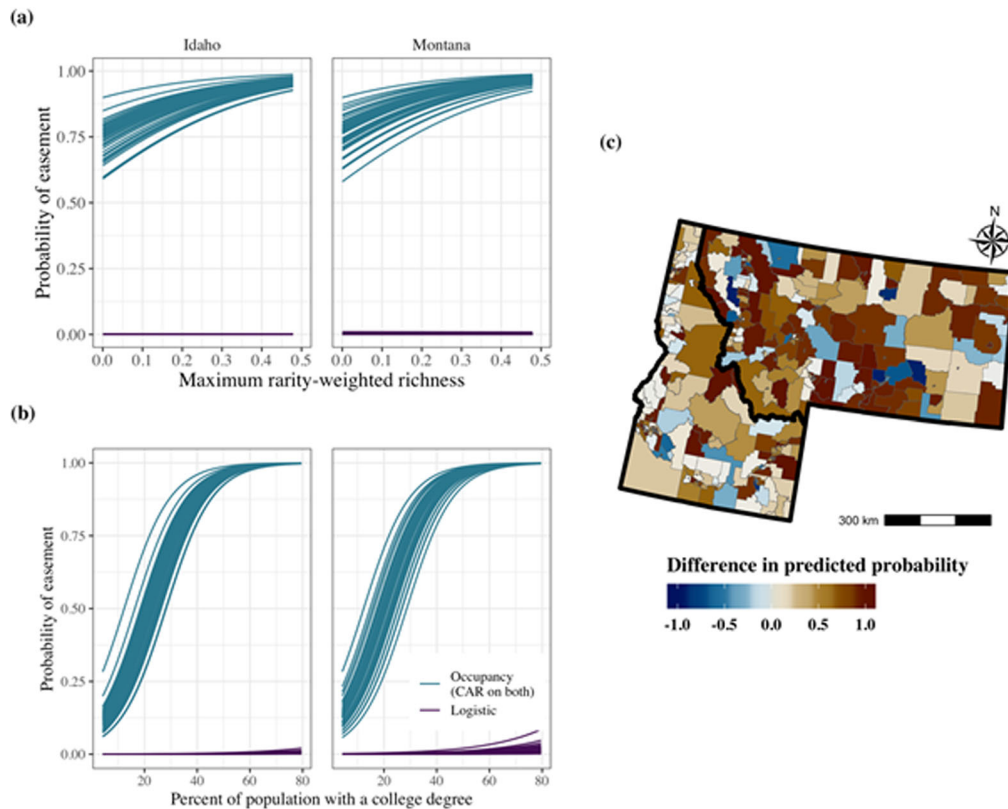 (a)
Idaho
Montana
1.00
0.75
0.50
0.25
0.00
Probability of easement
0.0 0.1 0.2 0.3 0.4 0.5
0.0 0.1 0.2 0.3 0.4 0.5
Maximum rarity-weighted richness
(b)
1.00
0.75
0.50
0.25
0.00
Probability of easement
Occupancy
(CAR on both)
Logistic
20 40 60 80
20 40 60 80
Percent of population with a college degree
(c)
N
300 km
Difference in predicted probability
-1.0 -0.5 0.0 0.5 1.0